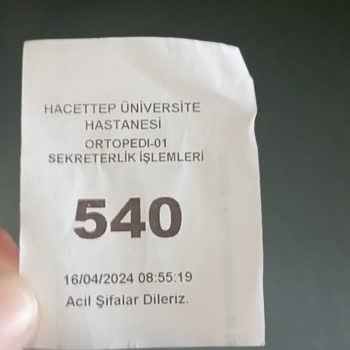 HACETTEP ÜNİVERSİTE
HASTANESİ
ORTOPEDI-01
SEKRETERLİK İŞLEMLERİ
540
16/04/2024 08:55:19
Acil Şifalar Dileriz.